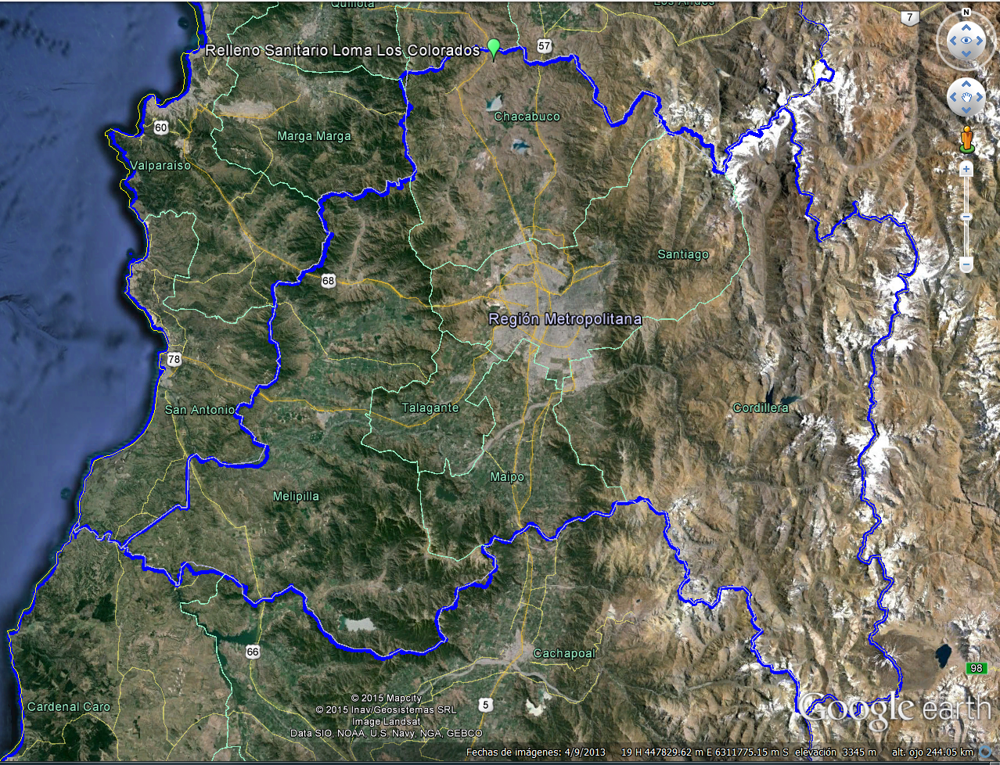 Quillota
Los Andes
N
7
57
Relleno Sanitario Loma Los Colorados
Chacabuco
60
Marga Marga
Valparaíso
Santiago
68
Región Metropolitana
78
San Antonio
Talagante
Cordillera
Maipo
Melipilla
66
Cachapoal
98
5
Cardenal Caro
© 2015 Mapcity
© 2015 Inav/Geosistemas SRL
Image Landsat
Data SIO, NOAA, U.S. Navy, NGA, GEBCO
Google earth
Fechas de imágenes: 4/9/2013 19 H 447829.62 m E 6311775.15 m S elevación 3345 m alt. ojo 244.05 km